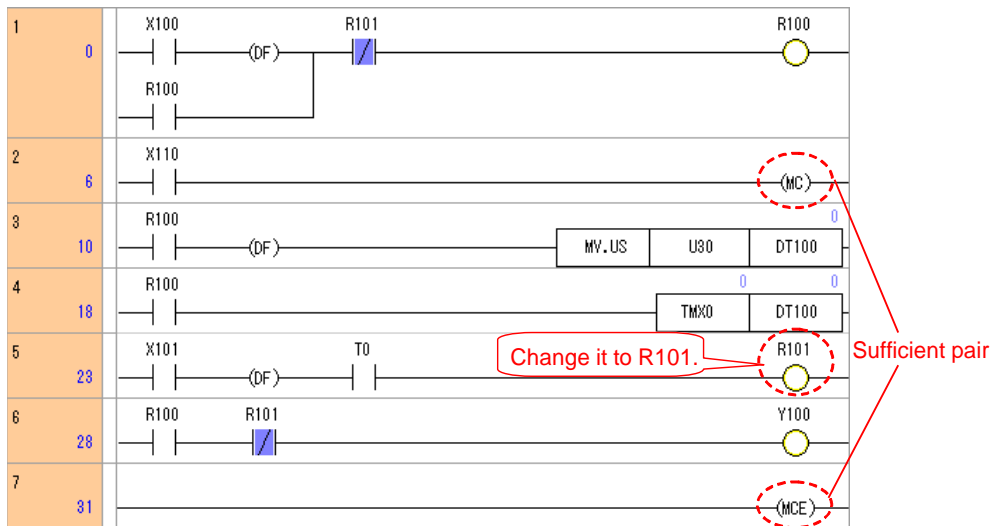 1 X100 R101 R100
0 (DF)
R100
2 X110
6 (MC)
3 R100 0
10 (DF) MV.US U30 DT100
4 R100 0 0
18 TMX0 DT100
5 X101 T0 Change it to R101. R101 Sufficient pair
23 (DF)
6 R100 R101 Y100
28
7
31 (MCE)